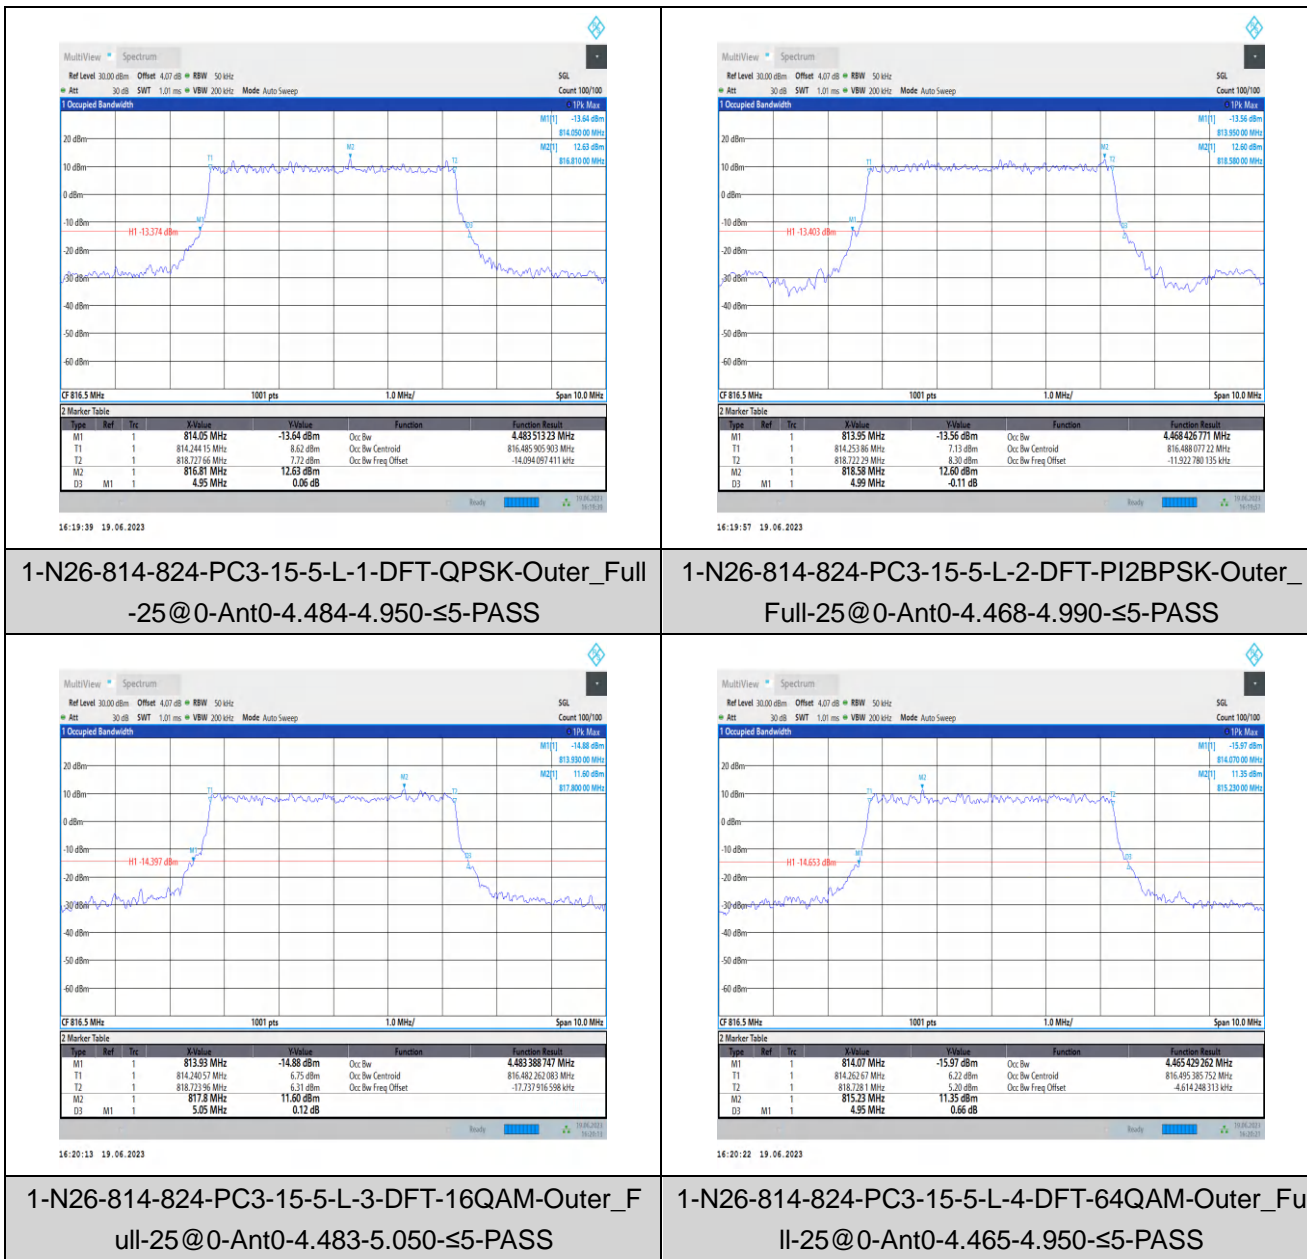 MultiView Spectrum
Ref Level 30.00 dBm Offset 4.07 dB RBW 50 kHz SGL
Att 30 dB SWT 1.01 ms VBW 200 kHz Mode Auto Sweep Count 100/100
1 Occupied Bandwidth 1Pk Max
M1[1] -13.64 dBm
814.050 00 MHz
M2[1] 12.63 dBm
816.810 00 MHz
20 dBm
10 dBm
0 dBm
-10 dBm
-30 dBm
-40 dBm
-50 dBm
-60 dBm
T1
M2
T2
M1
D3
H1 -13.374 dBm
CF 816.5 MHz 1001 pts 1.0 MHz/ Span 10.0 MHz
2 Marker Table
Type Ref Trc X-Value Y-Value Function Function Result
M1 1 814.05 MHz -13.64 dBm Occ Bw 4.483 513 23 MHz
T1 1 814.244 15 MHz 8.62 dBm Occ Bw Centroid 816.485 905 903 MHz
T2 1 818.727 66 MHz 7.72 dBm Occ Bw Freq Offset -14.094 097 411 kHz
M2 1 816.81 MHz 12.63 dBm
D3 M1 1 4.95 MHz 0.06 dB
Ready 19.06.2023
16:19:39 19.06.2023
1-N26-814-824-PC3-15-5-L-1-DFT-QPSK-Outer_Full
-25@0-Ant0-4.484-4.950-≤5-PASS
MultiView Spectrum
Ref Level 30.00 dBm Offset 4.07 dB RBW 50 kHz SGL
Att 30 dB SWT 1.01 ms VBW 200 kHz Mode Auto Sweep Count 100/100
1 Occupied Bandwidth 1Pk Max
M1[1] -13.56 dBm
813.950 00 MHz
M2[1] 12.60 dBm
818.580 00 MHz
20 dBm
10 dBm
0 dBm
-10 dBm
-20 dBm
-30 dBm
-40 dBm
-50 dBm
-60 dBm
T1
M2
T2
M1
D3
H1 -13.403 dBm
CF 816.5 MHz 1001 pts 1.0 MHz/ Span 10.0 MHz
2 Marker Table
Type Ref Trc X-Value Y-Value Function Function Result
M1 1 813.95 MHz -13.56 dBm Occ Bw 4.468 426 771 MHz
T1 1 814.253 86 MHz 7.13 dBm Occ Bw Centroid 816.488 077 22 MHz
T2 1 818.722 29 MHz 8.30 dBm Occ Bw Freq Offset -11.922 780 135 kHz
M2 1 818.58 MHz 12.60 dBm
D3 M1 1 4.99 MHz -0.11 dB
Ready 19.06.2023
16:19:57 19.06.2023
1-N26-814-824-PC3-15-5-L-2-DFT-PI2BPSK-Outer_
Full-25@0-Ant0-4.468-4.990-≤5-PASS
MultiView Spectrum
Ref Level 30.00 dBm Offset 4.07 dB RBW 50 kHz SGL
Att 30 dB SWT 1.01 ms VBW 200 kHz Mode Auto Sweep Count 100/100
1 Occupied Bandwidth 1Pk Max
M1[1] -14.88 dBm
813.930 00 MHz
M2[1] 11.60 dBm
817.800 00 MHz
20 dBm
10 dBm
0 dBm
-10 dBm
-20 dBm
-30 dBm
-40 dBm
-50 dBm
-60 dBm
T1
M2
T2
M1
D3
H1 -14.397 dBm
CF 816.5 MHz 1001 pts 1.0 MHz/ Span 10.0 MHz
2 Marker Table
Type Ref Trc X-Value Y-Value Function Function Result
M1 1 813.93 MHz -14.88 dBm Occ Bw 4.483 388 747 MHz
T1 1 814.240 57 MHz 6.75 dBm Occ Bw Centroid 816.482 262 083 MHz
T2 1 818.723 96 MHz 6.31 dBm Occ Bw Freq Offset -17.737 916 598 kHz
M2 1 817.8 MHz 11.60 dBm
D3 M1 1 5.05 MHz 0.12 dB
Ready 19.06.2023
16:20:13 19.06.2023
1-N26-814-824-PC3-15-5-L-3-DFT-16QAM-Outer_F
ull-25@0-Ant0-4.483-5.050-≤5-PASS
MultiView Spectrum
Ref Level 30.00 dBm Offset 4.07 dB RBW 50 kHz SGL
Att 30 dB SWT 1.01 ms VBW 200 kHz Mode Auto Sweep Count 100/100
1 Occupied Bandwidth 1Pk Max
M1[1] -15.97 dBm
814.070 00 MHz
M2[1] 11.35 dBm
815.230 00 MHz
20 dBm
10 dBm
0 dBm
-10 dBm
-20 dBm
-30 dBm
-40 dBm
-50 dBm
-60 dBm
T1
M2
T2
M1
D3
H1 -14.653 dBm
CF 816.5 MHz 1001 pts 1.0 MHz/ Span 10.0 MHz
2 Marker Table
Type Ref Trc X-Value Y-Value Function Function Result
M1 1 814.07 MHz -15.97 dBm Occ Bw 4.465 429 262 MHz
T1 1 814.262 67 MHz 6.22 dBm Occ Bw Centroid 816.495 385 752 MHz
T2 1 818.728 1 MHz 5.20 dBm Occ Bw Freq Offset -4.614 248 313 kHz
M2 1 815.23 MHz 11.35 dBm
D3 M1 1 4.95 MHz 0.66 dB
Ready 19.06.2023
16:20:22 19.06.2023
1-N26-814-824-PC3-15-5-L-4-DFT-64QAM-Outer_Fu
ll-25@0-Ant0-4.465-4.950-≤5-PASS